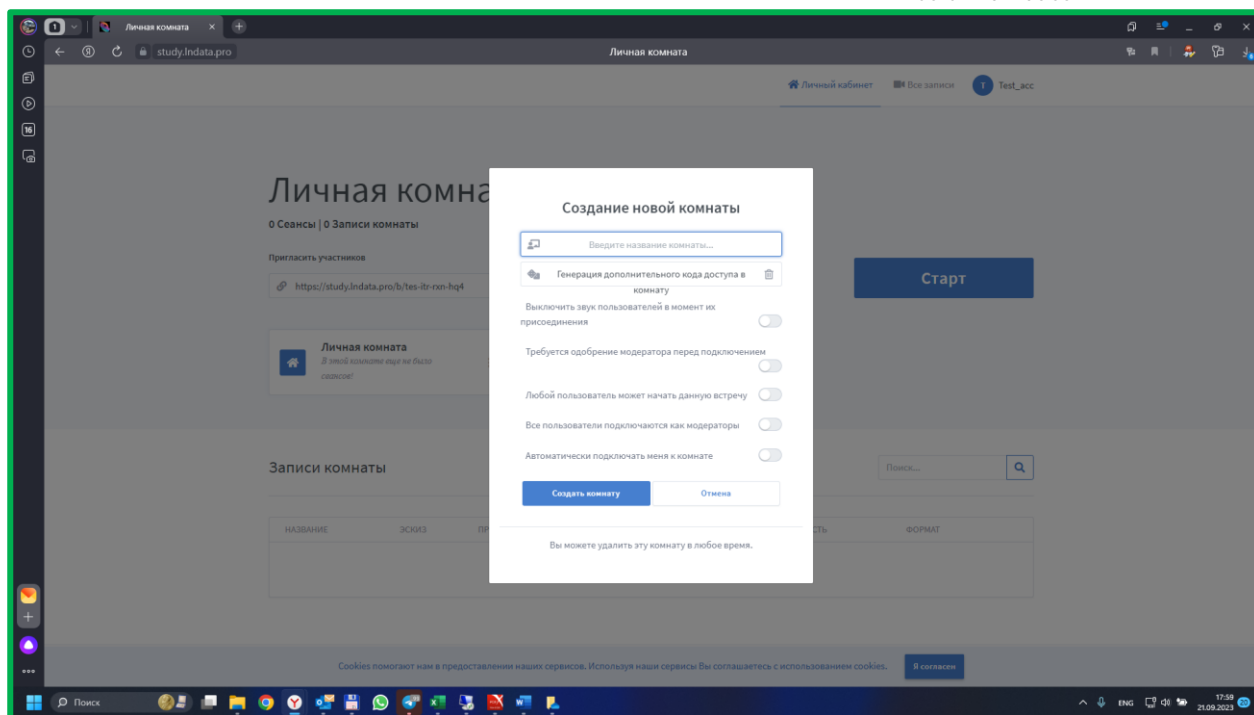 1
Личная комната
study.lndata.pro
Личная комната
16
Личный кабинет
Все записи
T
Test_acc
Личная комна
0 Сеансы | 0 Записи комнаты
Пригласить участников
https://study.lndata.pro/b/tes-itr-rxn-hq4
Старт
Личная комната
В этой комнате еще не было
сеансов!
Создание новой комнаты
Введите название комнаты...
Генерация дополнительного кода доступа в
комнату
Выключить звук пользователей в момент их
присоединения
Требуется одобрение модератора перед подключением
Любой пользователь может начать данную встречу
Все пользователи подключаются как модераторы
Автоматически подключать меня к комнате
Создать комнату
Отмена
Вы можете удалить эту комнату в любое время.
Записи комнаты
Поиск...
НАЗВАНИЕ
ЭСКИЗ
ПР
СТЬ
ФОРМАТ
Cookies помогают нам в предоставлении наших сервисов. Используя наши сервисы Вы соглашаетесь с использованием cookies.
Я согласен
Поиск
ENG
17:59
21.09.2023